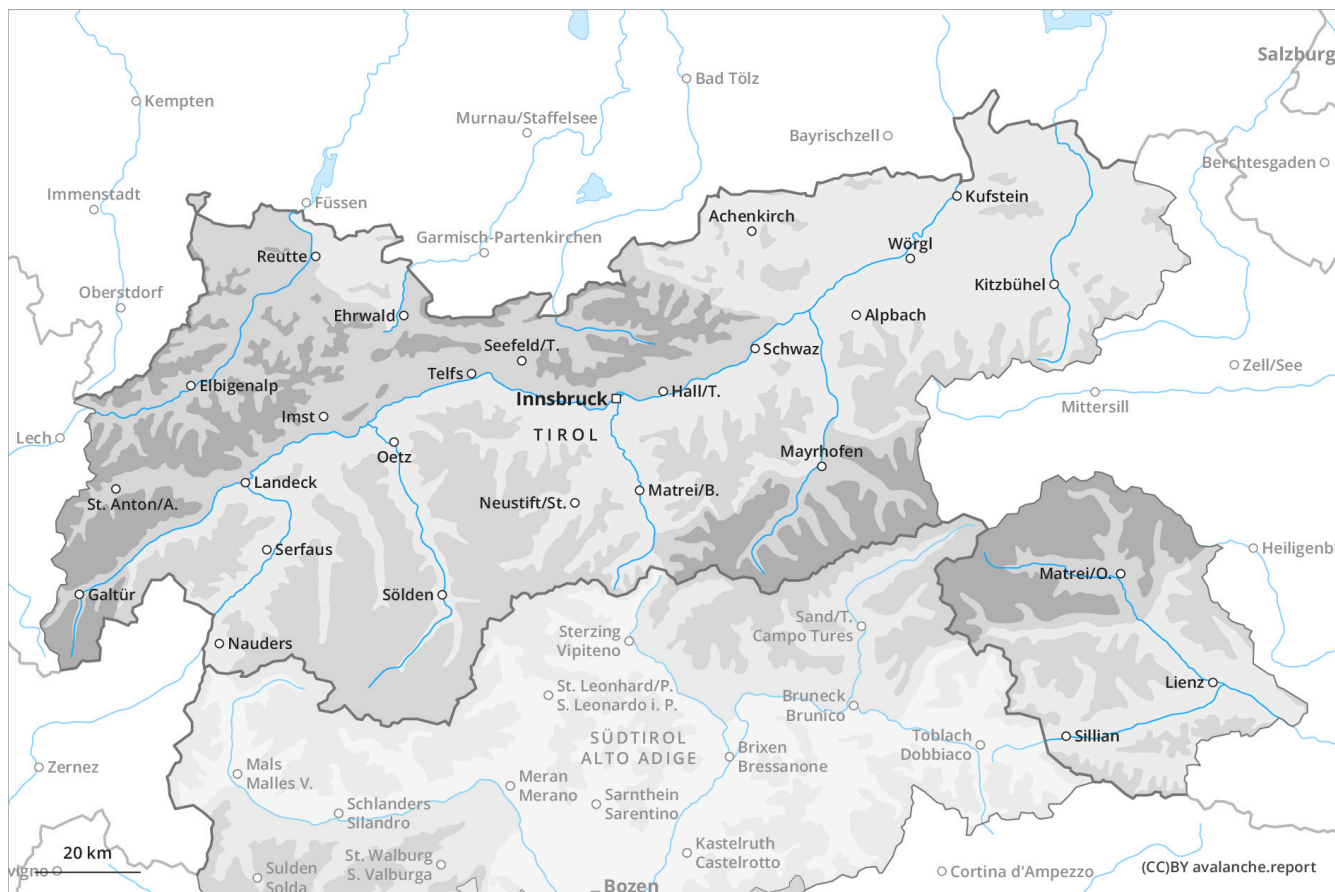 Salzburg
Bad Tölz
Kempten
Murnau/Staffelsee
Bayrischzell
Berchtesgaden
Immenstadt
Füssen
Kufstein
Achenkirch
Garmisch-Partenkirchen
Wörgl
Reutte
Kitzbühel
Oberstdorf
Ehrwald
Alpbach
Seefeld/T.
Schwaz
Zell/See
Telfs
Elbigenalp
Hall/T.
Innsbruck
Mittersill
Imst
Lech
TIROL
Oetz
Mayrhofen
Landeck
Matrei/B.
St. Anton/A.
Neustift/St.
Serfaus
Heiligenb
Matrei/O.
Galtür
Sölden
Sand/T.
Campo Tures
Sterzing
Vipiteno
Nauders
Lienz
St. Leonhard/P.
S. Leonardo i. P.
Bruneck
Brunico
Toblach
Dobbiaco
Sillian
SÜDTIROL
ALTO ADIGE
Brixen
Bressanone
Zernez
Mals
Malles V.
Meran
Merano
Schlanders
Silandro
Sarnthein
Sarentino
Kastelruth
Castelrotto
20 km
St. Walburg
S. Valburga
vigno
Sulden
Solda
Cortina d'Ampezzo
(CC)BY avalanche.report
Bozen